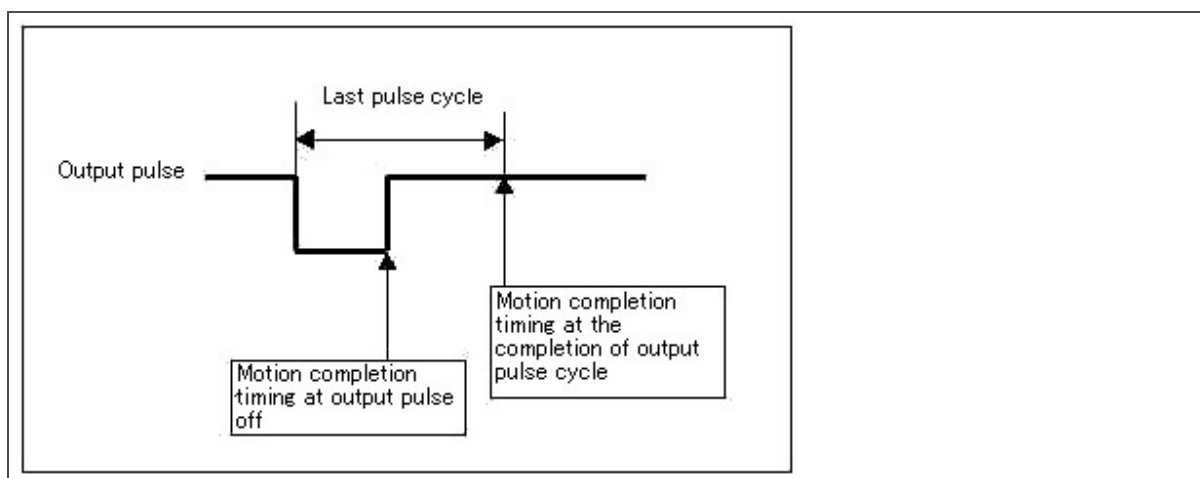 Last pulse cycle
Output pulse
Motion completion
timing at the
completion of output
pulse cycle
Motion completion
timing at output pulse
off